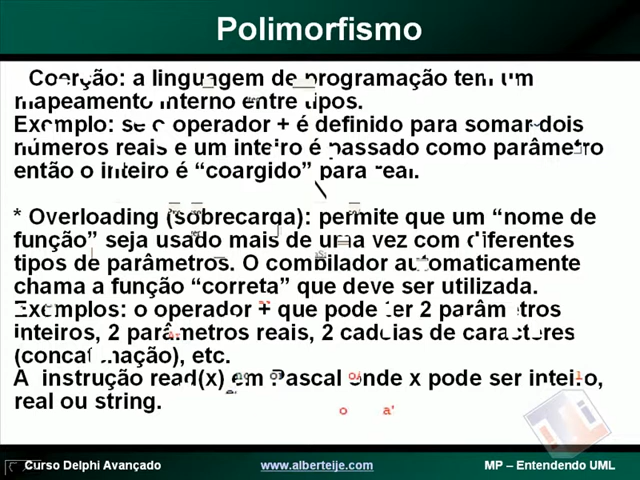 Polimorfismo
Coerção: a linguagem de programação tem um
mapeamento interno entre tipos.
Exemplo: se o operador + é definido para somar dois
números reais e um inteiro é passado como parâmetro
então o inteiro é “coargido” para real.
* Overloading (sobrecarga): permite que um “nome de
função” seja usado mais de uma vez com diferentes
tipos de parâmetros. O compilador automaticamente
chama a função “correta” que deve ser utilizada.
Exemplos: o operador + que pode ter 2 parâmetros
inteiros, 2 parâmetros reais, 2 cadeias de caracteres
(concatenação), etc.
A instrução read(x) em Pascal onde x pode ser inteiro,
real ou string.
Curso Delphi Avançado
www.alberteije.com
MP – Entendendo UML